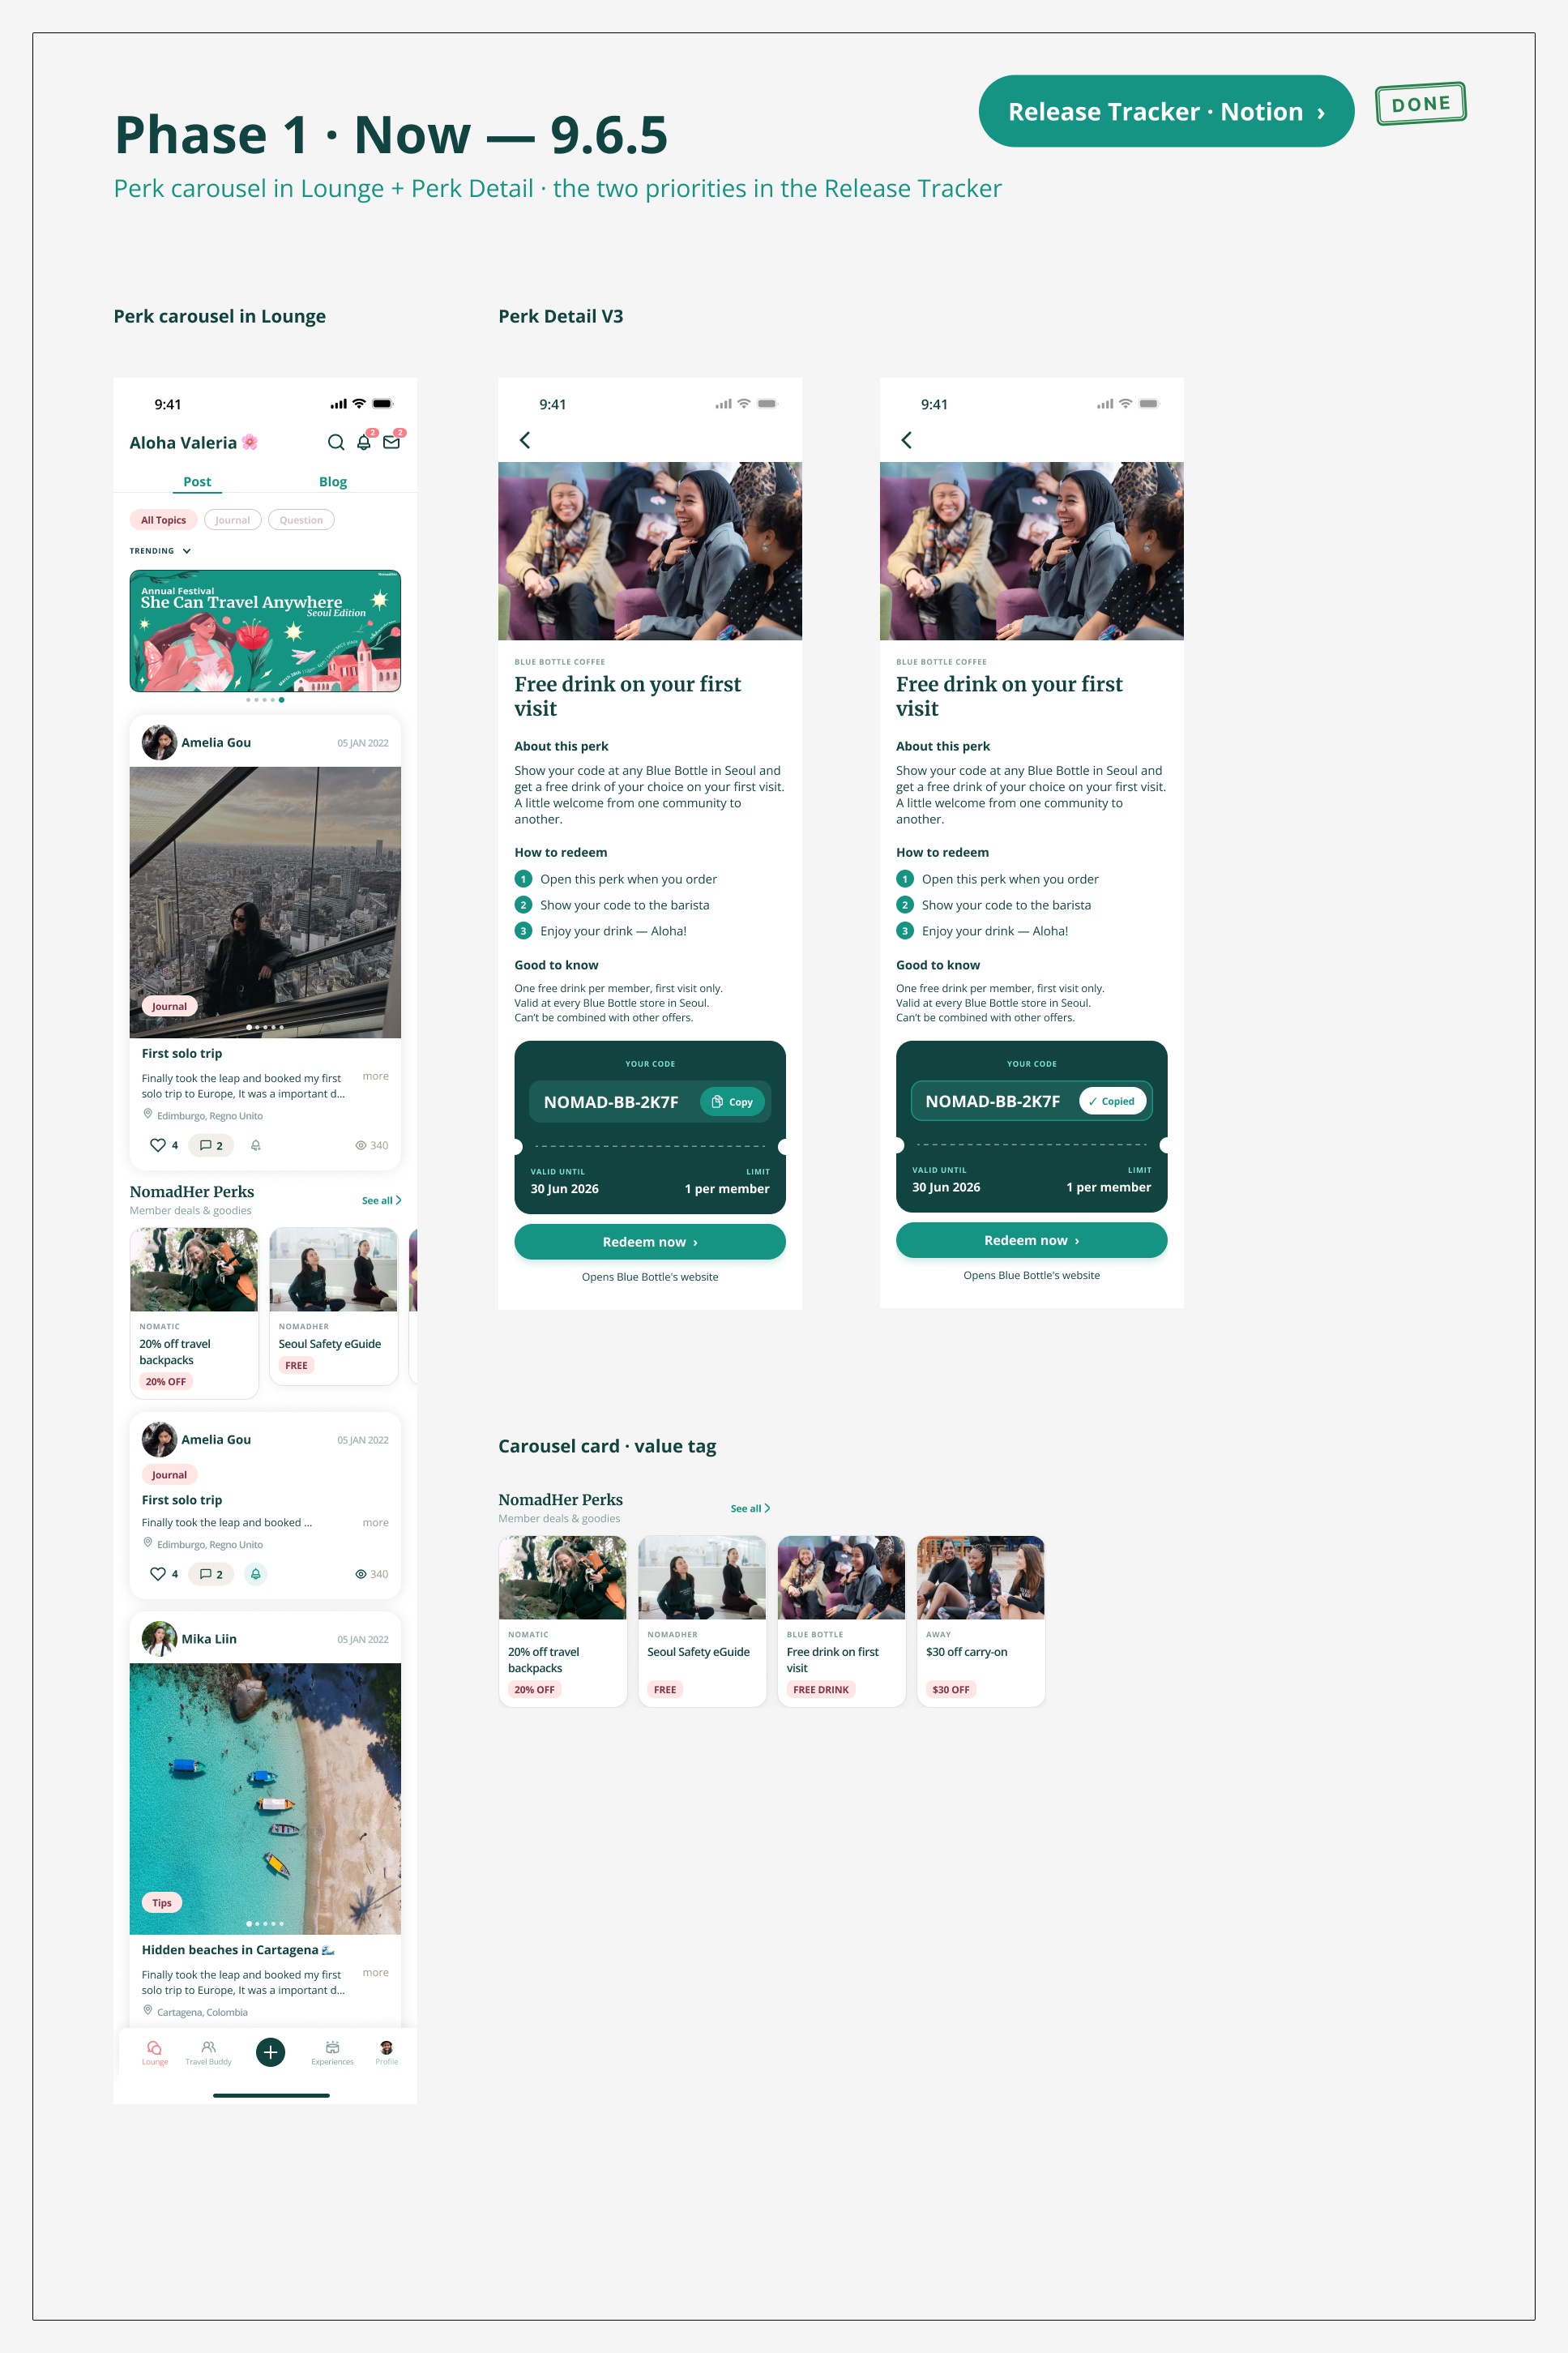 Phase 1 · Now — 9.6.5
Release Tracker · Notion ›
DONE
Perk carousel in Lounge + Perk Detail · the two priorities in the Release Tracker
Perk carousel in Lounge
9:41
Aloha Valeria
2
2
Post
Blog
All Topics
Journal
Question
TRENDING
Annual Festival
She Can Travel Anywhere
Seoul Edition
Amelia Gou
05 JAN 2022
Journal
First solo trip
Finally took the leap and booked my first
solo trip to Europe, It was a important d...
more
Edimburgo, Regno Unito
4
2
340
NomadHer Perks
See all
Member deals & goodies
NOMATIC
20% off travel
backpacks
20% OFF
NOMADHER
Seoul Safety eGuide
FREE
Amelia Gou
05 JAN 2022
Journal
First solo trip
Finally took the leap and booked ...
more
Edimburgo, Regno Unito
4
2
340
Mika Liin
05 JAN 2022
Tips
Hidden beaches in Cartagena
Finally took the leap and booked my first
solo trip to Europe, It was a important d...
more
Cartagena, Colombia
Lounge
Travel Buddy
Experiences
Profile
Perk Detail V3
9:41
BLUE BOTTLE COFFEE
Free drink on your first
visit
About this perk
Show your code at any Blue Bottle in Seoul and
get a free drink of your choice on your first visit.
A little welcome from one community to
another.
How to redeem
1 Open this perk when you order
2 Show your code to the barista
3 Enjoy your drink — Aloha!
Good to know
One free drink per member, first visit only.
Valid at every Blue Bottle store in Seoul.
Can't be combined with other offers.
YOUR CODE
NOMAD-BB-2K7F
Copy
VALID UNTIL
LIMIT
30 Jun 2026
1 per member
Redeem now ›
Opens Blue Bottle's website
9:41
BLUE BOTTLE COFFEE
Free drink on your first
visit
About this perk
Show your code at any Blue Bottle in Seoul and
get a free drink of your choice on your first visit.
A little welcome from one community to
another.
How to redeem
1 Open this perk when you order
2 Show your code to the barista
3 Enjoy your drink — Aloha!
Good to know
One free drink per member, first visit only.
Valid at every Blue Bottle store in Seoul.
Can't be combined with other offers.
YOUR CODE
NOMAD-BB-2K7F
✓ Copied
VALID UNTIL
LIMIT
30 Jun 2026
1 per member
Redeem now ›
Opens Blue Bottle's website
Carousel card · value tag
NomadHer Perks
See all
Member deals & goodies
NOMATIC
20% off travel
backpacks
20% OFF
NOMADHER
Seoul Safety eGuide
FREE
BLUE BOTTLE
Free drink on first
visit
FREE DRINK
AWAY
$30 off carry-on
$30 OFF